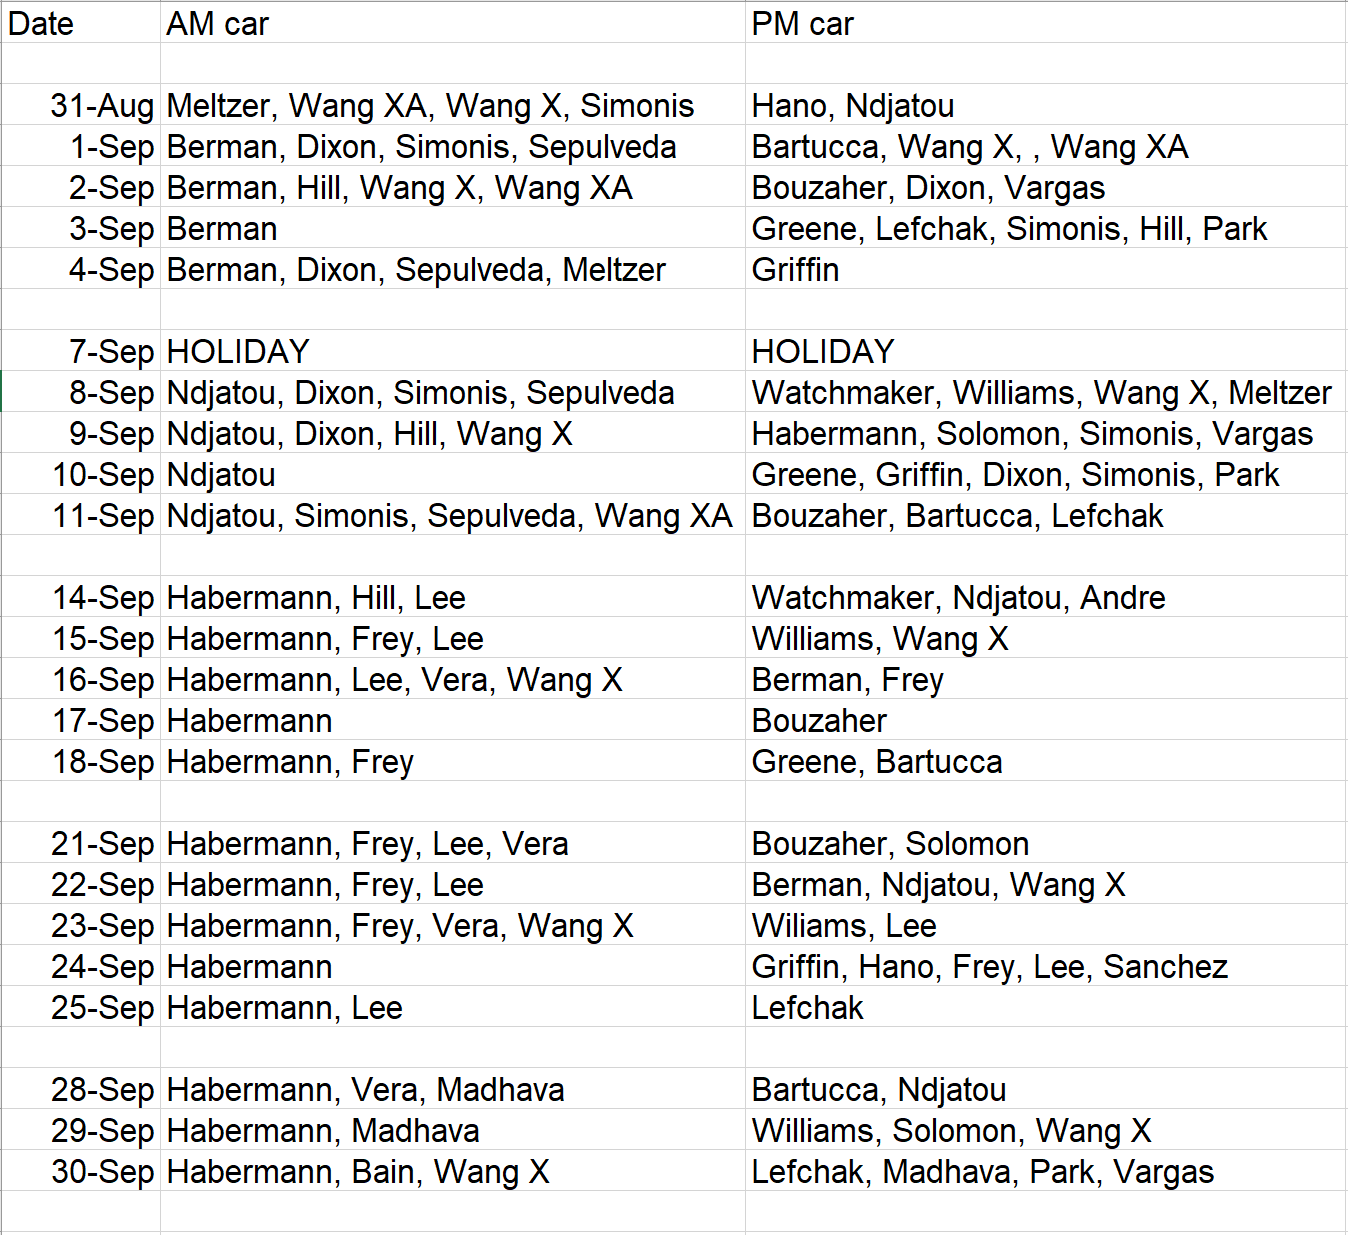 Date AM car PM car
31-Aug Meltzer, Wang XA, Wang X, Simonis Hano, Ndjatou
1-Sep Berman, Dixon, Simonis, Sepulveda Bartucca, Wang X, , Wang XA
2-Sep Berman, Hill, Wang X, Wang XA Bouzaher, Dixon, Vargas
3-Sep Berman Greene, Lefchak, Simonis, Hill, Park
4-Sep Berman, Dixon, Sepulveda, Meltzer Griffin
7-Sep HOLIDAY HOLIDAY
8-Sep Ndjatou, Dixon, Simonis, Sepulveda Watchmaker, Williams, Wang X, Meltzer
9-Sep Ndjatou, Dixon, Hill, Wang X Habermann, Solomon, Simonis, Vargas
10-Sep Ndjatou Greene, Griffin, Dixon, Simonis, Park
11-Sep Ndjatou, Simonis, Sepulveda, Wang XA Bouzaher, Bartucca, Lefchak
14-Sep Habermann, Hill, Lee Watchmaker, Ndjatou, Andre
15-Sep Habermann, Frey, Lee Williams, Wang X
16-Sep Habermann, Lee, Vera, Wang X Berman, Frey
17-Sep Habermann Bouzaher
18-Sep Habermann, Frey Greene, Bartucca
21-Sep Habermann, Frey, Lee, Vera Bouzaher, Solomon
22-Sep Habermann, Frey, Lee Berman, Ndjatou, Wang X
23-Sep Habermann, Frey, Vera, Wang X Wiliams, Lee
24-Sep Habermann Griffin, Hano, Frey, Lee, Sanchez
25-Sep Habermann, Lee Lefchak
28-Sep Habermann, Vera, Madhava Bartucca, Ndjatou
29-Sep Habermann, Madhava Williams, Solomon, Wang X
30-Sep Habermann, Bain, Wang X Lefchak, Madhava, Park, Vargas